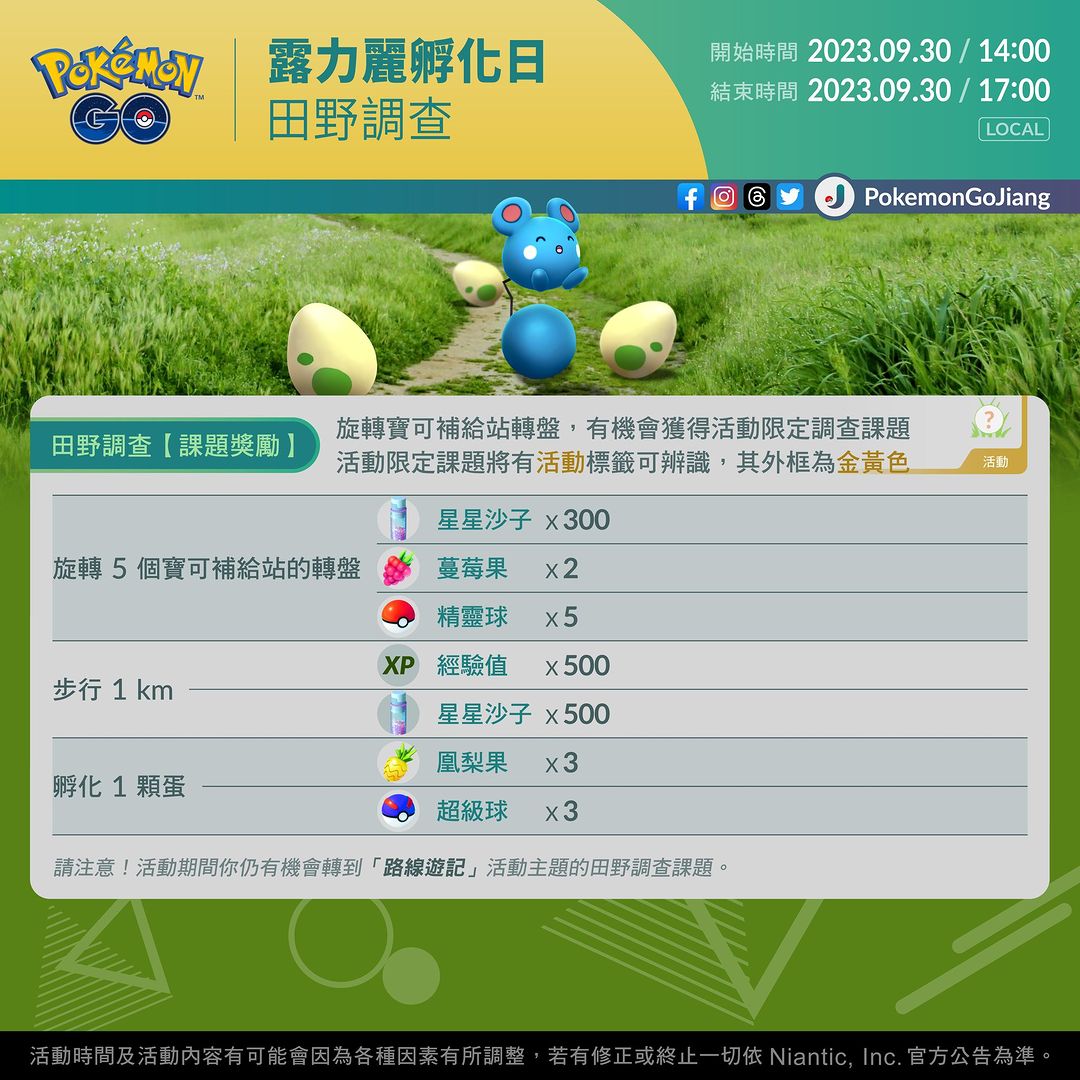 POKÉMON GO™
露力麗孵化日
田野調查
開始時間 2023.09.30 / 14:00
結束時間 2023.09.30 / 17:00
LOCAL
PokemonGoJiang
田野調查【課題獎勵】
旋轉寶可補給站轉盤，有機會獲得活動限定調查課題
活動限定課題將有活動標籤可辨識，其外框為金黃色
?
活動
旋轉 5 個寶可補給站的轉盤
星星沙子 x 300
蔓莓果 x 2
精靈球 x 5
步行 1 km
XP 經驗值 x 500
星星沙子 x 500
孵化 1 顆蛋
凰梨果 x 3
超級球 x 3
請注意！活動期間你仍有機會轉到「路線遊記」活動主題的田野調查課題。
活動時間及活動內容有可能會因為各種因素有所調整，若有修正或終止一切依 Niantic, Inc. 官方公告為準。